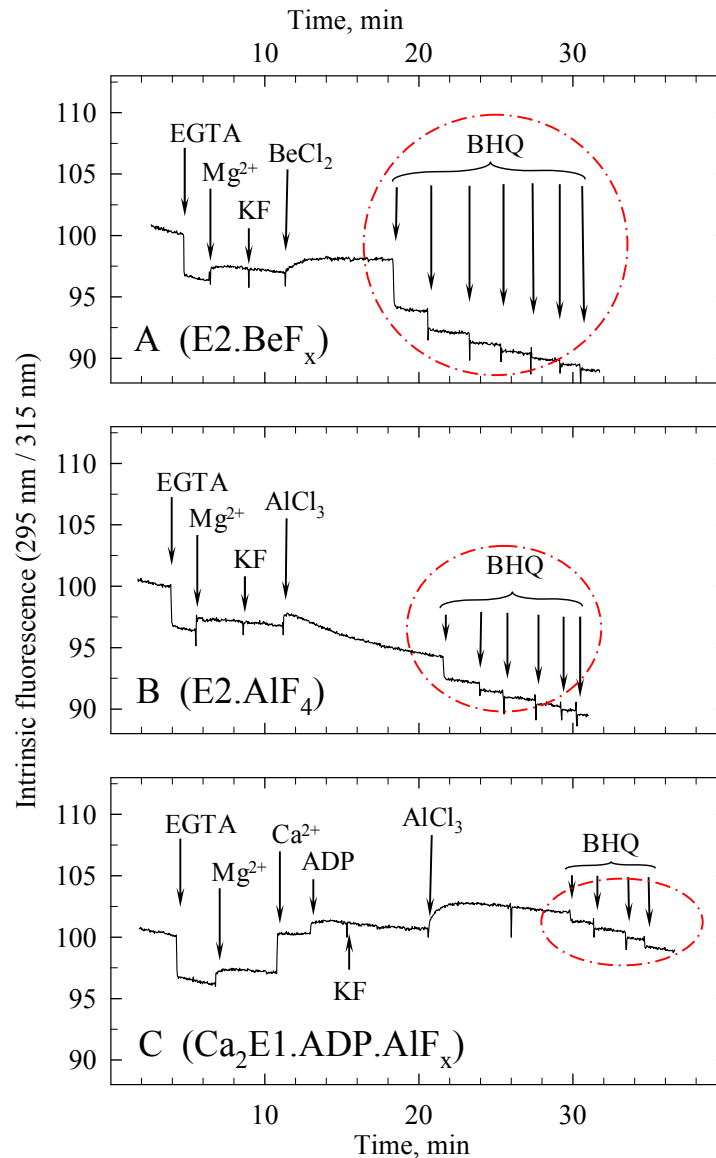 Time, min
10 20 30
110
105
100
95
90
EGTA
Mg²⁺
KF
BeCl₂
BHQ
A (E2.BeFₓ)
110
105
100
95
90
EGTA
Mg²⁺
KF
AlCl₃
BHQ
B (E2.AlF₄)
110
105
100
95
90
EGTA
Mg²⁺
Ca²⁺
ADP
KF
AlCl₃
BHQ
C (Ca₂E1.ADP.AlFₓ)
10 20 30
Time, min
Intrinsic fluorescence (295 nm / 315 nm)